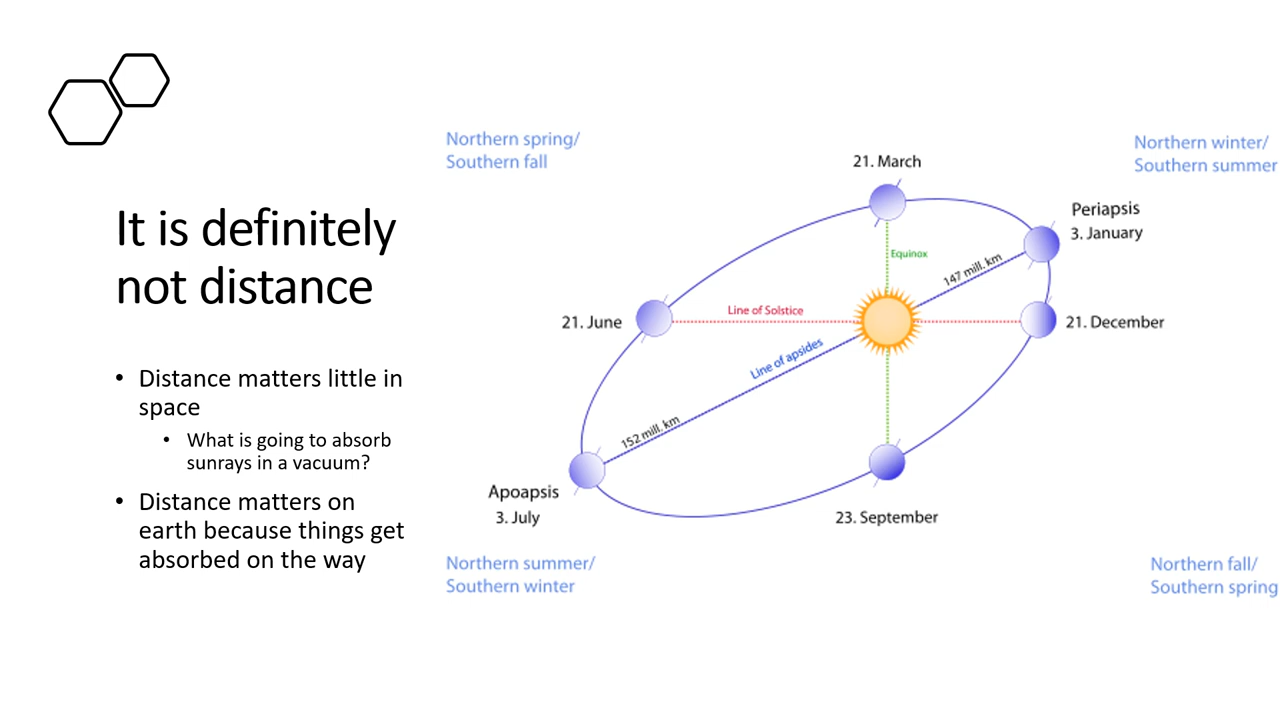 It is definitely
not distance
• Distance matters little in
space
• What is going to absorb
sunrays in a vacuum?
• Distance matters on
earth because things get
absorbed on the way
Northern spring/
Southern fall
21. March
Northern winter/
Southern summer
Periapsis
3. January
Equinox
147 mill. km
21. June
Line of Solstice
21. December
Line of apsides
152 mill. km
Apoapsis
3. July
23. September
Northern summer/
Southern winter
Northern fall/
Southern spring